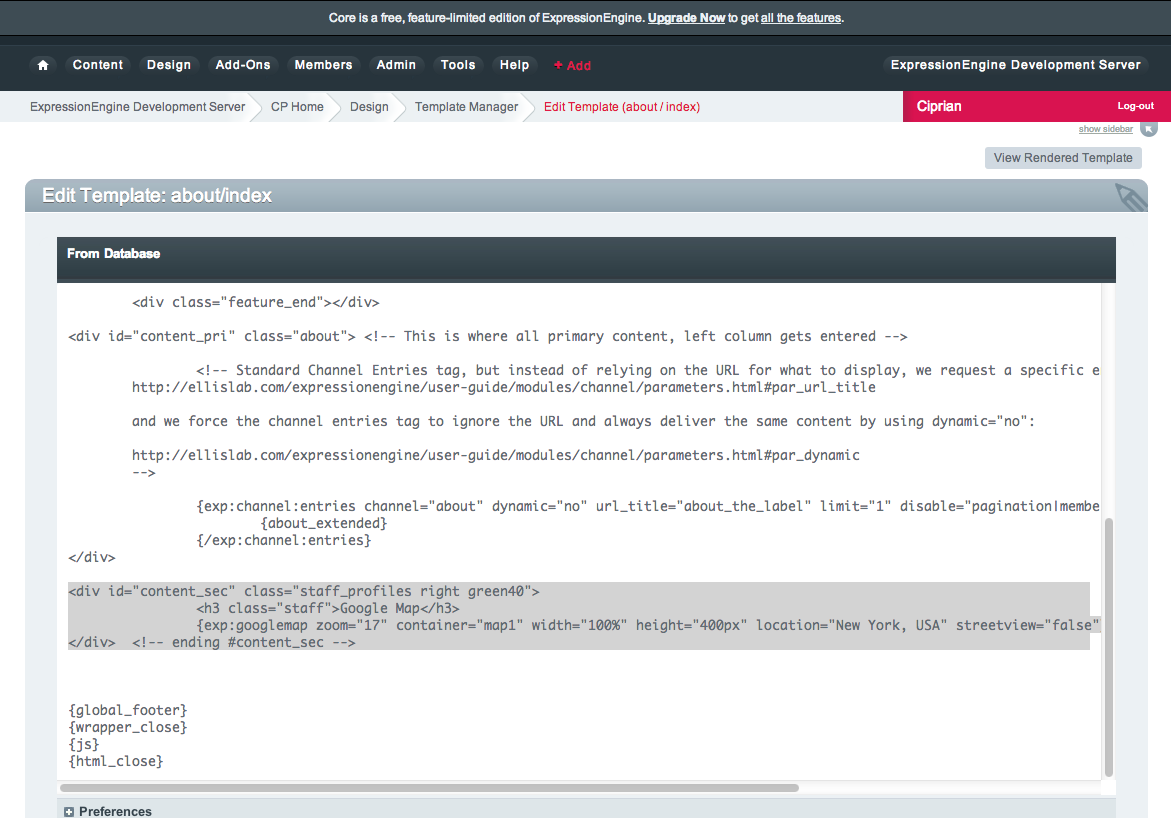 Core is a free, feature-limited edition of ExpressionEngine. Upgrade Now to get all the features.
Content Design Add-Ons Members Admin Tools Help + Add ExpressionEngine Development Server
ExpressionEngine Development Server CP Home Design Template Manager Edit Template (about / index) Ciprian Log-out
show sidebar
View Rendered Template
Edit Template: about/index
From Database
<div class="feature_end"></div>
<div id="content_pri" class="about"> <!-- This is where all primary content, left column gets entered -->
<!-- Standard Channel Entries tag, but instead of relying on the URL for what to display, we request a specific e
http://ellislab.com/expressionengine/user-guide/modules/channel/parameters.html#par_url_title
and we force the channel entries tag to ignore the URL and always deliver the same content by using dynamic="no":
http://ellislab.com/expressionengine/user-guide/modules/channel/parameters.html#par_dynamic
-->
{exp:channel:entries channel="about" dynamic="no" url_title="about_the_label" limit="1" disable="pagination|membe
{about_extended}
{/exp:channel:entries}
</div>
<div id="content_sec" class="staff_profiles right green40">
<h3 class="staff">Google Map</h3>
{exp:googlemap zoom="17" container="map1" width="100%" height="400px" location="New York, USA" streetview="false"
</div> <!-- ending #content_sec -->
{global_footer}
{wrapper_close}
{js}
{html_close}
Preferences